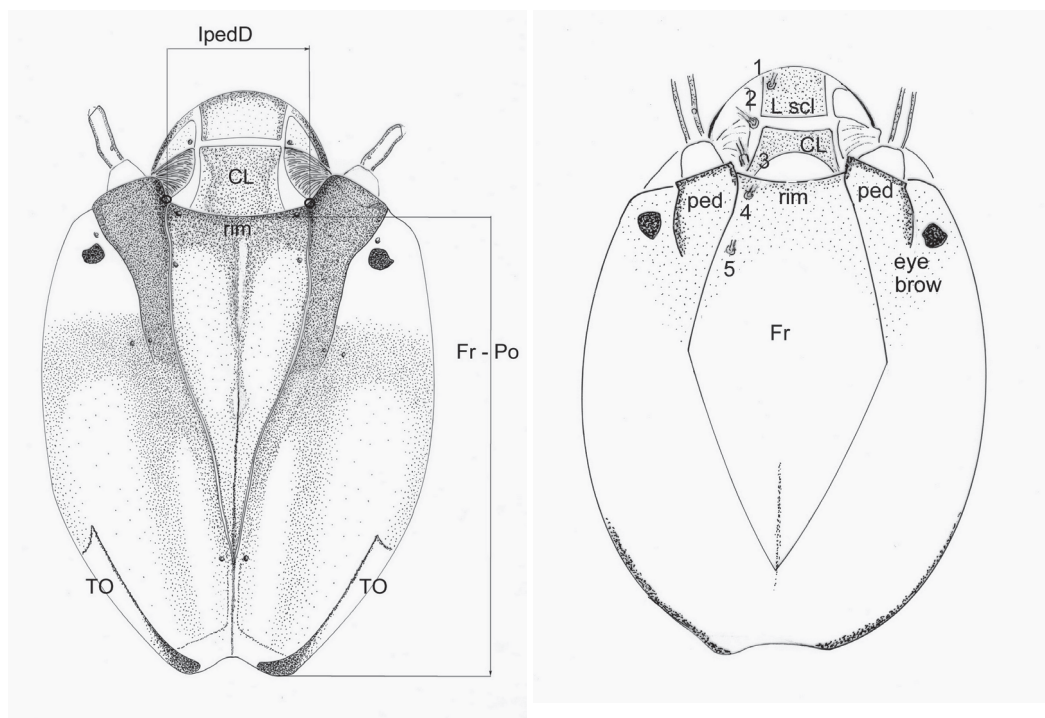 IpedD
CL
rim
Fr - Po
TO
TO
1
2
L scl
CL
3
ped
4
rim
ped
5
eye
brow
Fr